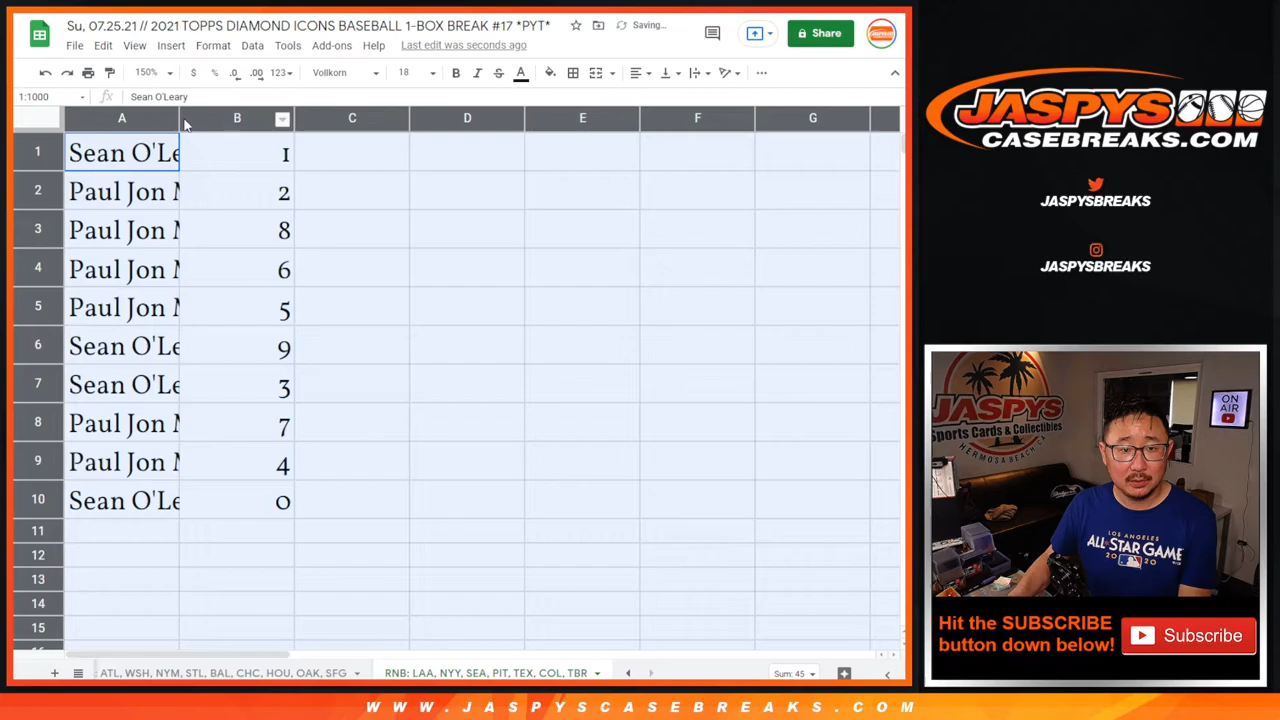 Su, 07.25.21 // 2021 TOPPS DIAMOND ICONS BASEBALL 1-BOX BREAK #17 *PYT*
Saving...
File Edit View Insert Format Data Tools Add-ons Help Last edit was seconds ago
Share
150% $ % .0 .00 123 Vollkorn 18 B I S A
1:1000 fx Sean O'Leary
A B C D E F G
1 Sean O'Le 1
2 Paul Jon M 2
3 Paul Jon M 8
4 Paul Jon M 6
5 Paul Jon M 5
6 Sean O'Le 9
7 Sean O'Le 3
8 Paul Jon M 7
9 Paul Jon M 4
10 Sean O'Le 0
11
12
13
14
15
ATL, WSH, NYM, STL, BAL, CHC, HOU, OAK, SFG
RNB: LAA, NYY, SEA, PIT, TEX, COL, TBR
Sum: 45
JASPYS
CASEBREAKS.COM
JASPYSBREAKS
JASPYSBREAKS
JASPYS
Sports Cards & Collectibles
HERMOSA BEACH, CA
ON
AIR
LOS ANGELES
ALL STAR GAME
2020
Hit the SUBSCRIBE
button down below!
Subscribe
WWW.JASPYSCASEBREAKS.COM